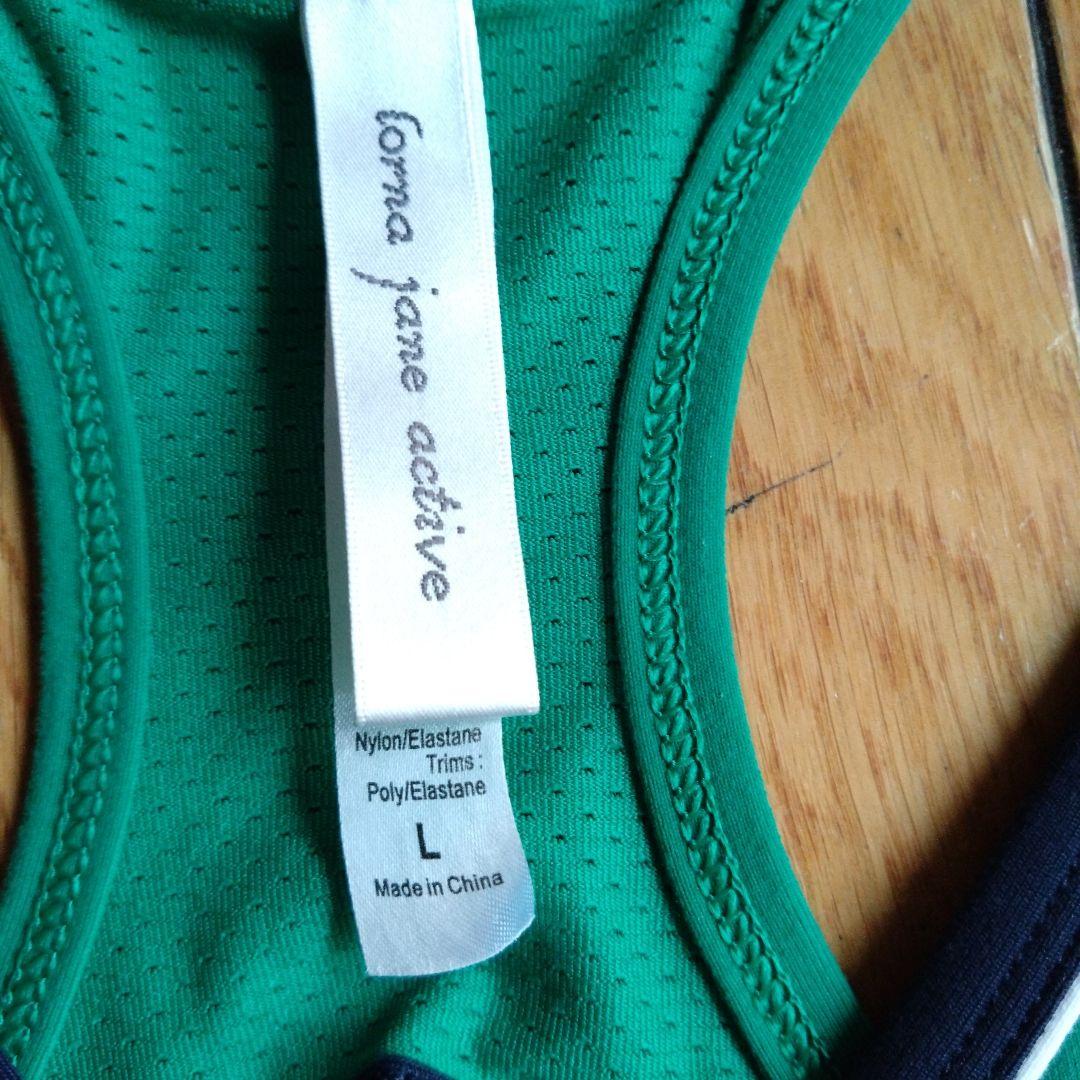 lorna jane active
Nylon/Elastane
Trims :
Poly/Elastane
L
Made in China